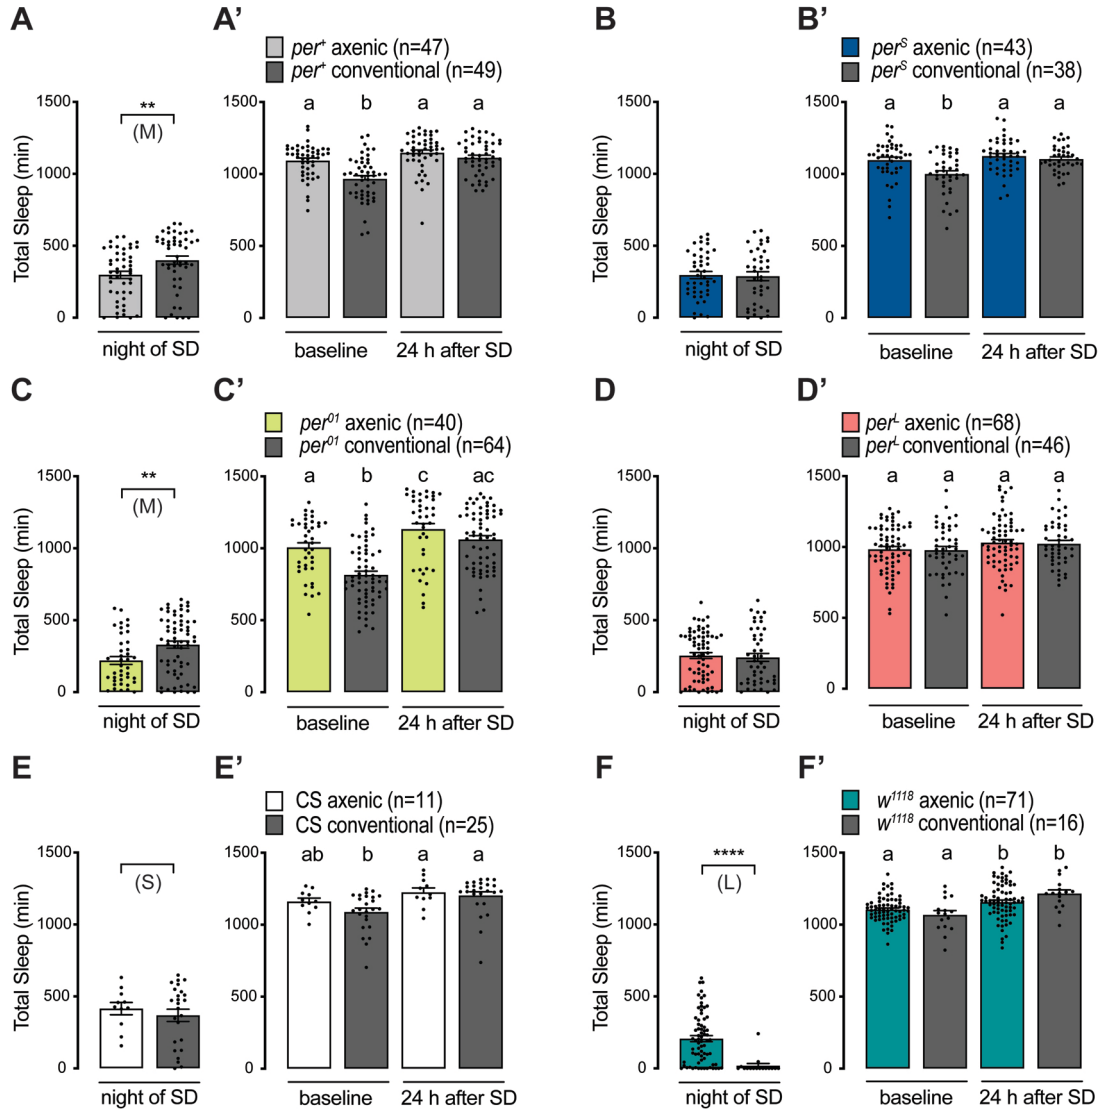 A A’ B B’
per+ axenic (n=47)
per+ conventional (n=49)
perS axenic (n=43)
perS conventional (n=38)
Total Sleep (min)
1500
1000
500
0
**
(M)
night of SD
1500
1000
500
0
a b a a
baseline 24 h after SD
Total Sleep (min)
1500
1000
500
0
night of SD
1500
1000
500
0
a b a a
baseline 24 h after SD
C C’ D D’
per01 axenic (n=40)
per01 conventional (n=64)
perL axenic (n=68)
perL conventional (n=46)
Total Sleep (min)
1500
1000
500
0
**
(M)
night of SD
1500
1000
500
0
a b c ac
baseline 24 h after SD
Total Sleep (min)
1500
1000
500
0
night of SD
1500
1000
500
0
a a a a
baseline 24 h after SD
E E’ F F’
CS axenic (n=11)
CS conventional (n=25)
w1118 axenic (n=71)
w1118 conventional (n=16)
Total Sleep (min)
1500
1000
500
0
(S)
night of SD
1500
1000
500
0
ab b a a
baseline 24 h after SD
Total Sleep (min)
1500
1000
500
0
****
(L)
night of SD
1500
1000
500
0
a a b b
baseline 24 h after SD